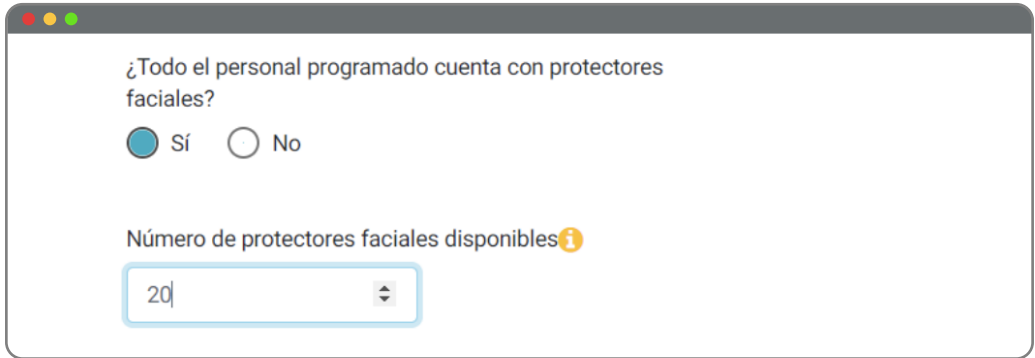 ¿Todo el personal programado cuenta con protectores
faciales?
Sí No
Número de protectores faciales disponibles
20